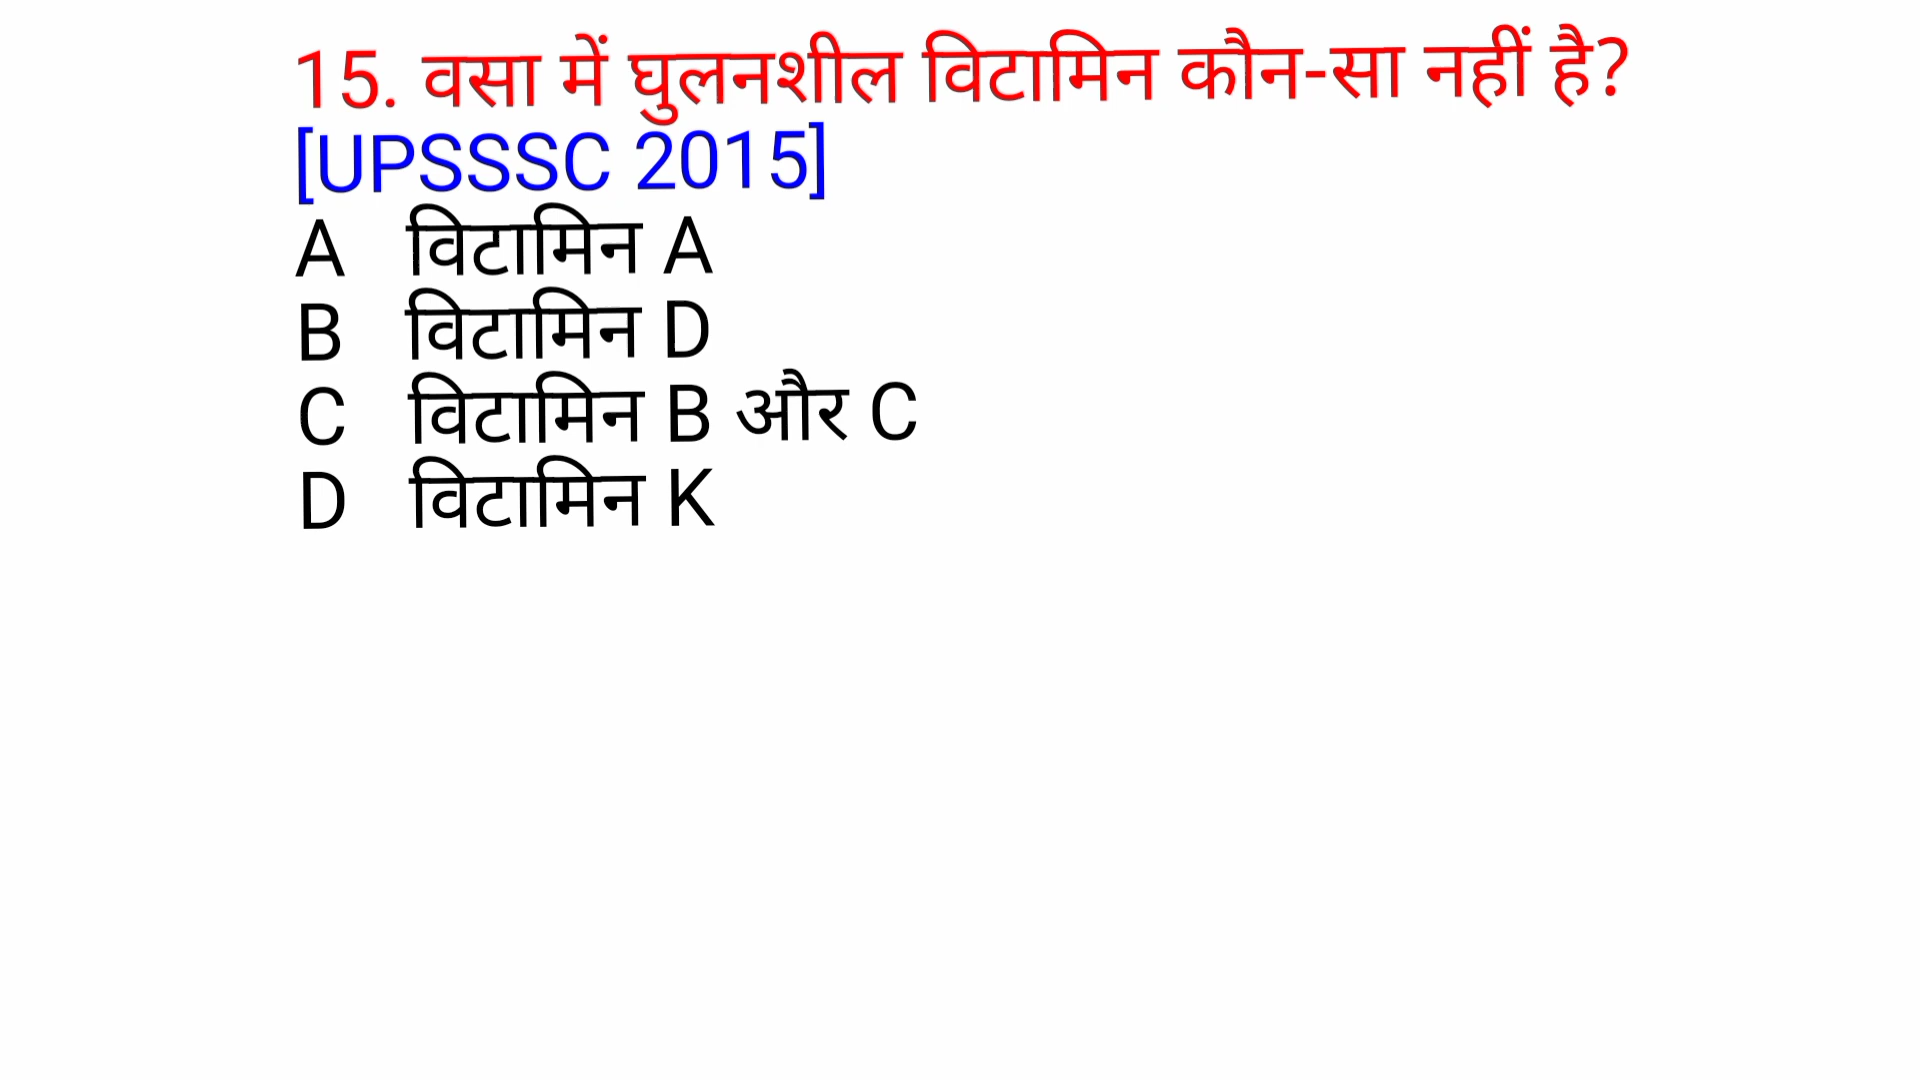 15. वसा में घुलनशील विटामिन कौन-सा नहीं है?
[UPSSSC 2015]
A विटामिन A
B विटामिन D
C विटामिन B और C
D विटामिन K